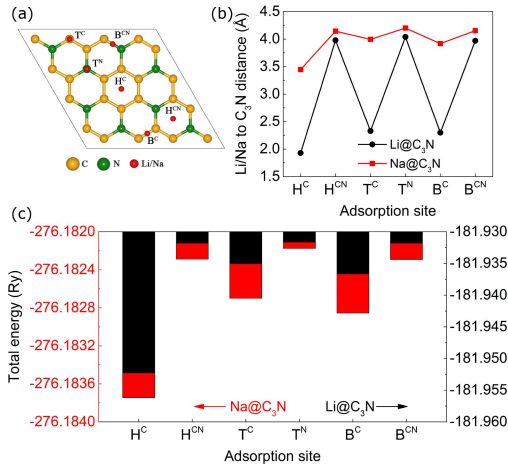 (a)
T^C
B^CN
T^N
H^C
H^CN
B^C
C
N
Li/Na
(b)
Li/Na to C₃N distance (Å)
5.0
4.5
4.0
3.5
3.0
2.5
2.0
1.5
Li@C₃N
Na@C₃N
H^C H^CN T^C T^N B^C B^CN
Adsorption site
(c)
Total energy (Ry)
-276.1820
-276.1824
-276.1828
-276.1832
-276.1836
-276.1840
-181.930
-181.935
-181.940
-181.945
-181.950
-181.955
-181.960
Na@C₃N
Li@C₃N
H^C H^CN T^C T^N B^C B^CN
Adsorption site